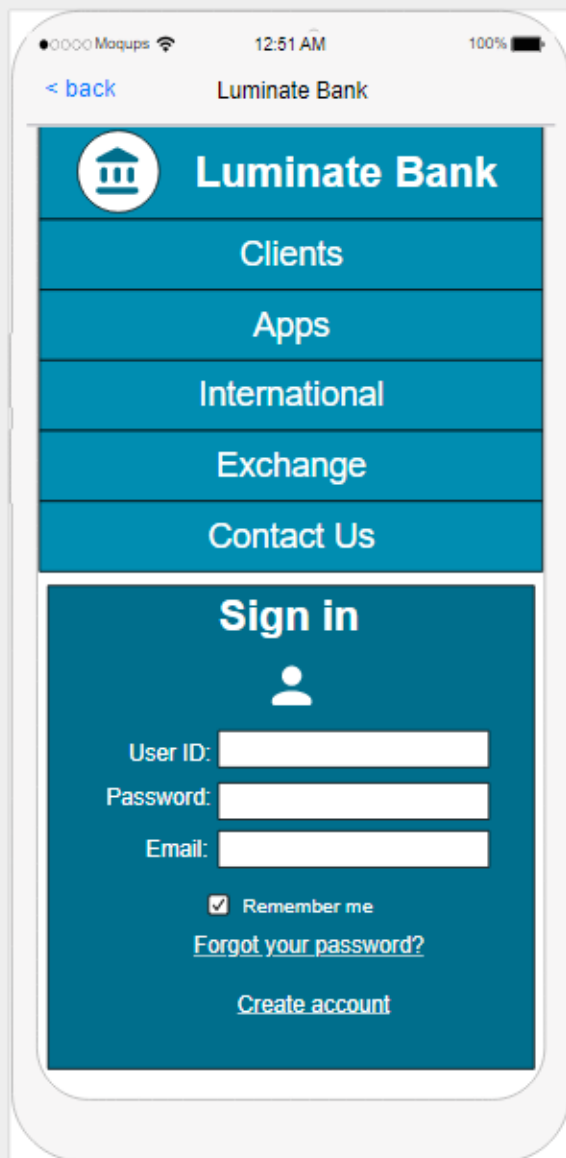 Moqups 12:51 AM 100%
< back Luminate Bank
Luminate Bank
Clients
Apps
International
Exchange
Contact Us
Sign in
User ID:
Password:
Email:
Remember me
Forgot your password?
Create account